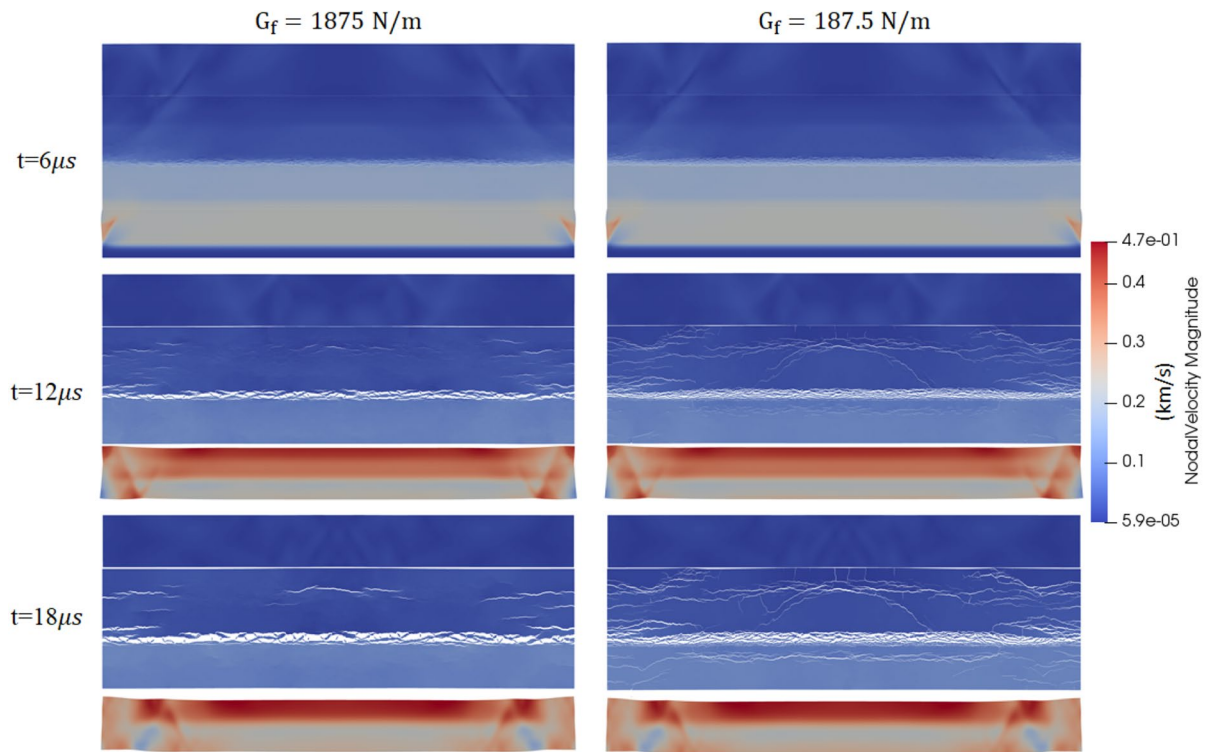 G_f = 1875 N/m
G_f = 187.5 N/m
t=6μs
t=12μs
t=18μs
4.7e-01
0.4
0.3
0.2
0.1
5.9e-05
(km/s)
NodalVelocity Magnitude